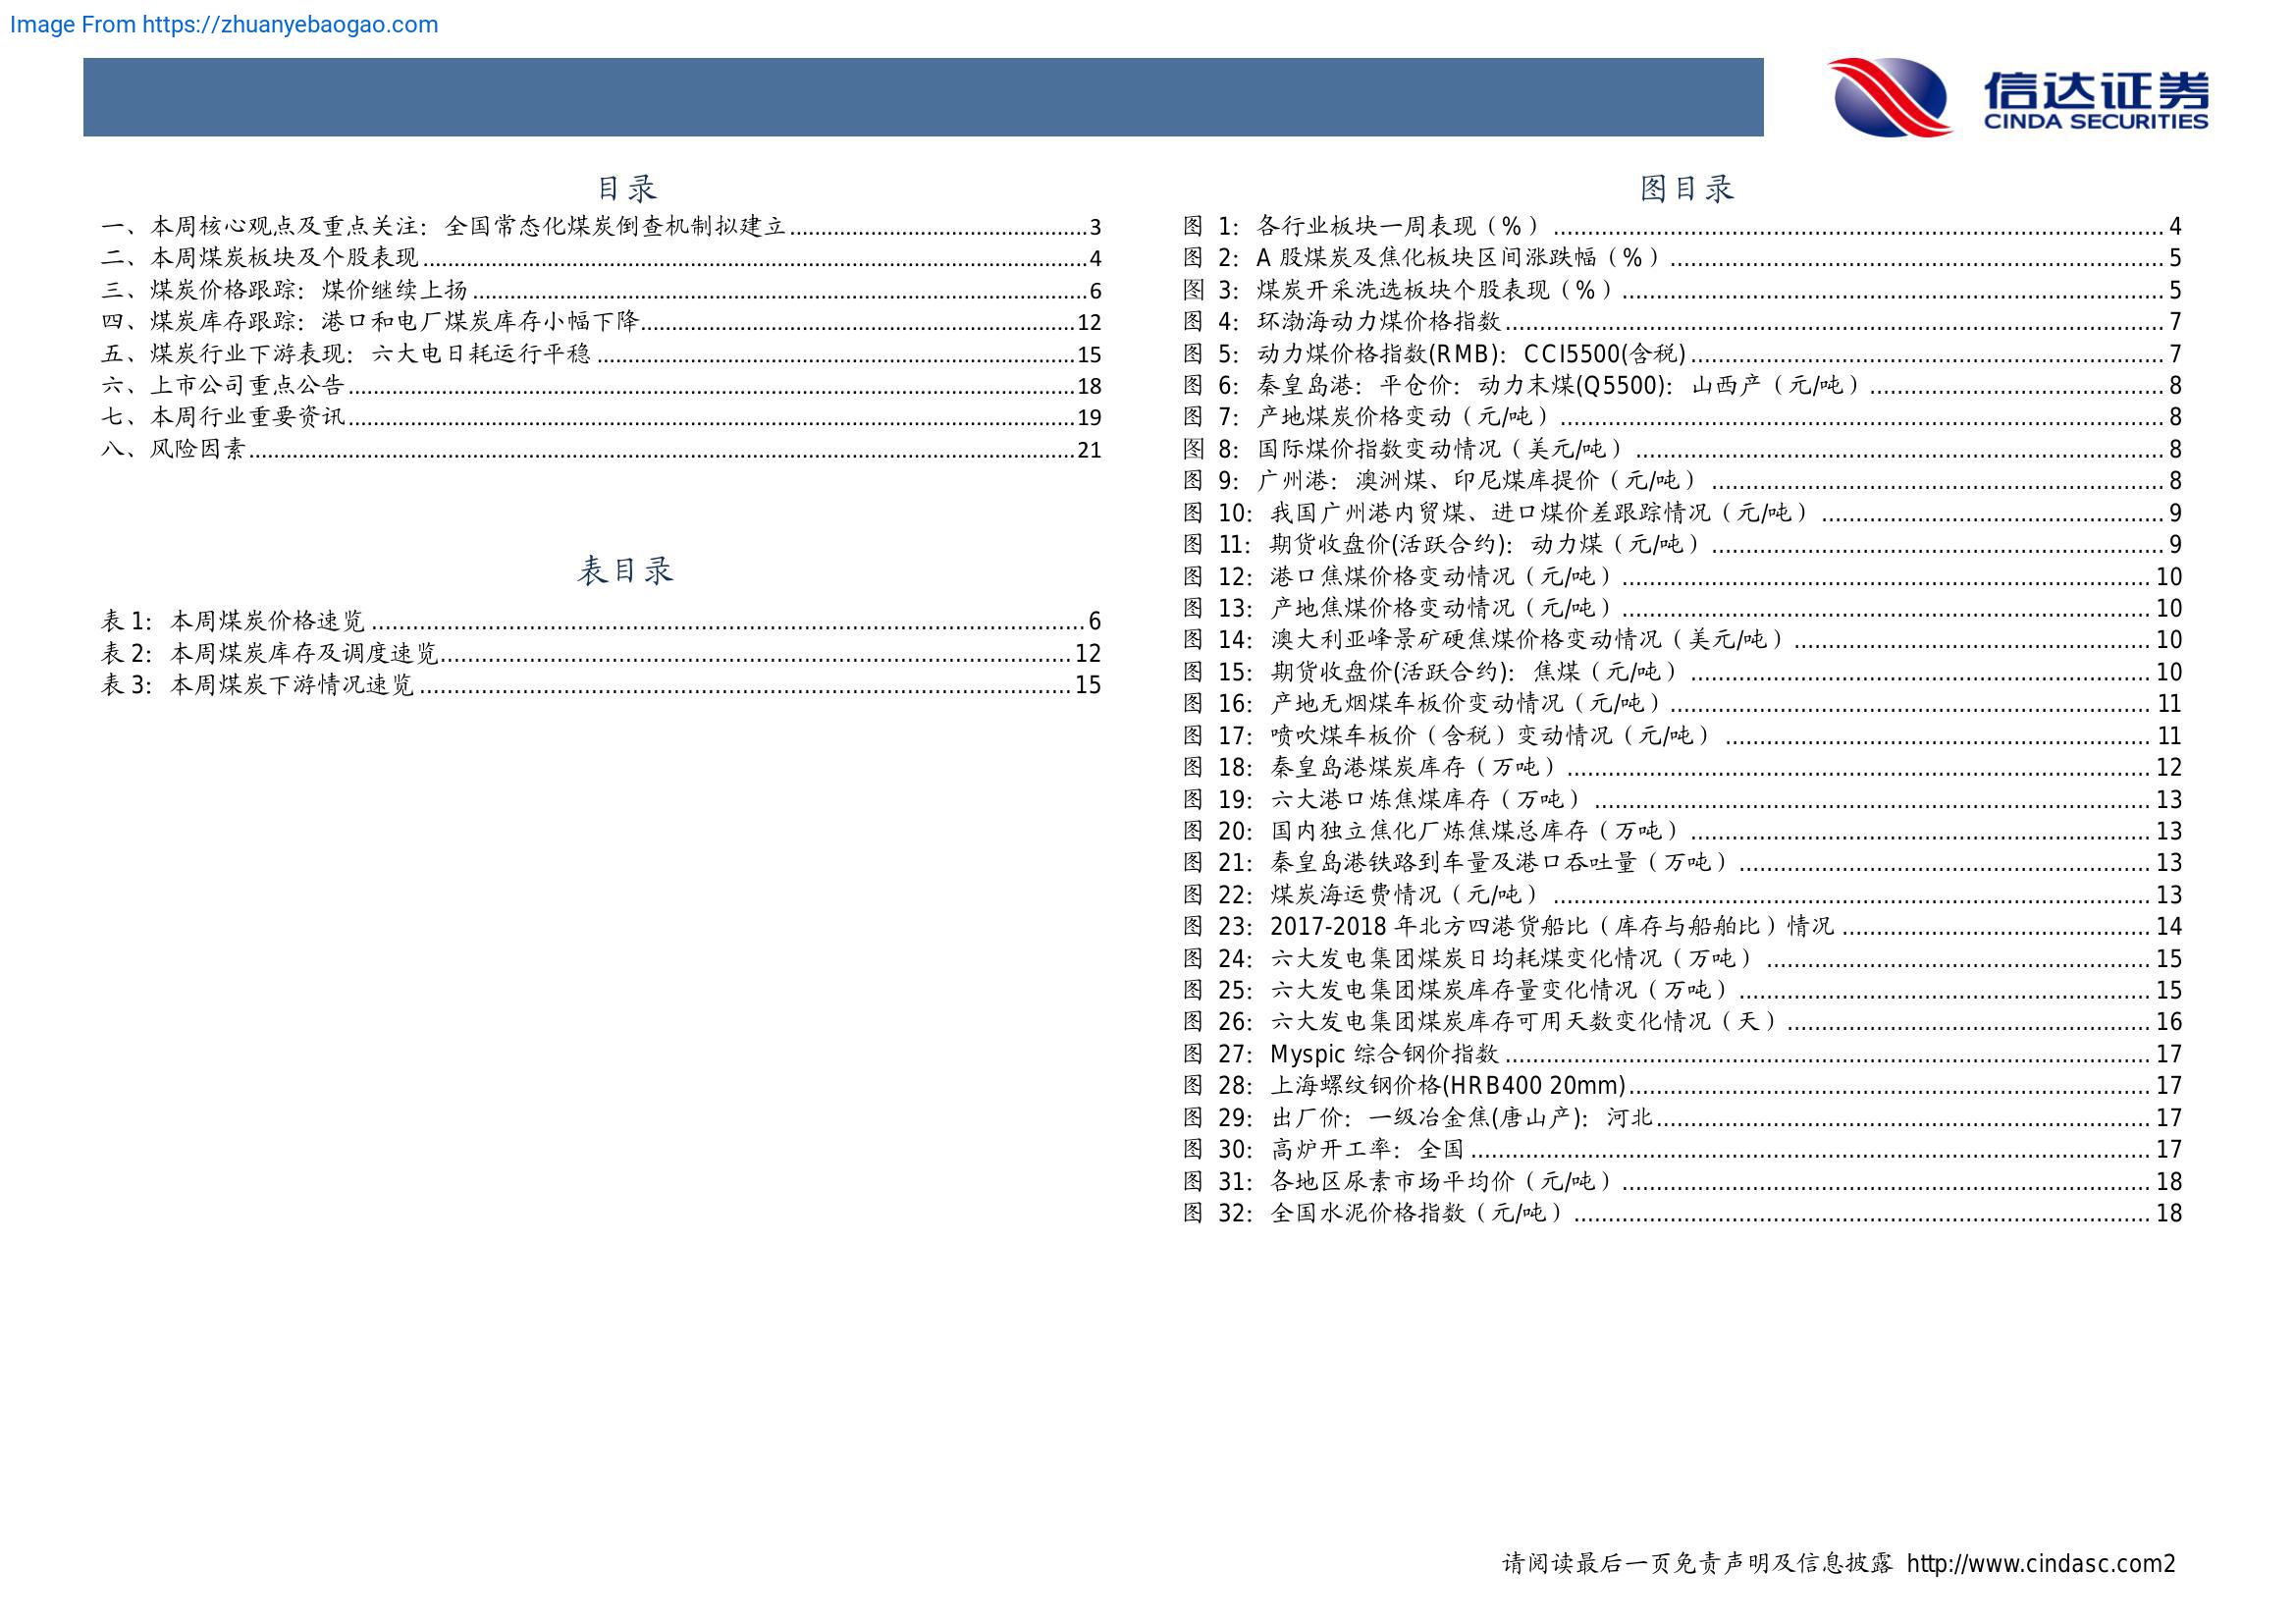 Image From https://zhuanyebaogao.com
信达证券
CINDA SECURITIES
目录
一、本周核心观点及重点关注：全国常态化煤炭倒查机制拟建立..........3
二、本周煤炭板块及个股表现..........4
三、煤炭价格跟踪：煤价继续上扬..........6
四、煤炭库存跟踪：港口和电厂煤炭库存小幅下降..........12
五、煤炭行业下游表现：六大电日耗运行平稳..........15
六、上市公司重点公告..........18
七、本周行业重要资讯..........19
八、风险因素..........21
表目录
表 1：本周煤炭价格速览..........6
表 2：本周煤炭库存及调度速览..........12
表 3：本周煤炭下游情况速览..........15
图目录
图 1：各行业板块一周表现（%）..........4
图 2：A 股煤炭及焦化板块区间涨跌幅（%）..........5
图 3：煤炭开采洗选板块个股表现（%）..........5
图 4：环渤海动力煤价格指数..........7
图 5：动力煤价格指数(RMB)：CCI5500(含税)..........7
图 6：秦皇岛港：平仓价：动力末煤(Q5500)：山西产（元/吨）..........8
图 7：产地煤炭价格变动（元/吨）..........8
图 8：国际煤价指数变动情况（美元/吨）..........8
图 9：广州港：澳洲煤、印尼煤库提价（元/吨）..........8
图 10：我国广州港内贸煤、进口煤价差跟踪情况（元/吨）..........9
图 11：期货收盘价(活跃合约)：动力煤（元/吨）..........9
图 12：港口焦煤价格变动情况（元/吨）..........10
图 13：产地焦煤价格变动情况（元/吨）..........10
图 14：澳大利亚峰景矿硬焦煤价格变动情况（美元/吨）..........10
图 15：期货收盘价(活跃合约)：焦煤（元/吨）..........10
图 16：产地无烟煤车板价变动情况（元/吨）..........11
图 17：喷吹煤车板价（含税）变动情况（元/吨）..........11
图 18：秦皇岛港煤炭库存（万吨）..........12
图 19：六大港口炼焦煤库存（万吨）..........13
图 20：国内独立焦化厂炼焦煤总库存（万吨）..........13
图 21：秦皇岛港铁路到车量及港口吞吐量（万吨）..........13
图 22：煤炭海运费情况（元/吨）..........13
图 23：2017-2018 年北方四港货船比（库存与船舶比）情况..........14
图 24：六大发电集团煤炭日均耗煤变化情况（万吨）..........15
图 25：六大发电集团煤炭库存量变化情况（万吨）..........15
图 26：六大发电集团煤炭库存可用天数变化情况（天）..........16
图 27：Myspic 综合钢价指数..........17
图 28：上海螺纹钢价格(HRB400 20mm)..........17
图 29：出厂价：一级冶金焦(唐山产)：河北..........17
图 30：高炉开工率：全国..........17
图 31：各地区尿素市场平均价（元/吨）..........18
图 32：全国水泥价格指数（元/吨）..........18
请阅读最后一页免责声明及信息披露 http://www.cindasc.com2